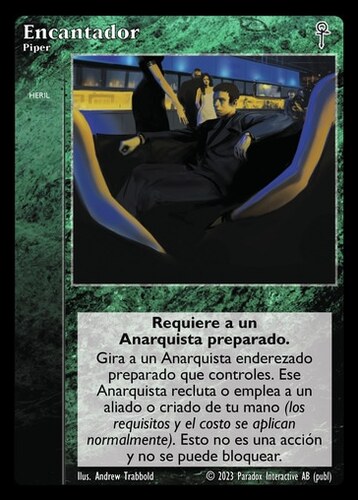 Encantador
Piper
HERIL
Requiere a un
Anarquista preparado.
Gira a un Anarquista enderezado
preparado que controles. Ese
Anarquista recluta o emplea a un
aliado o criado de tu mano (los
requisitos y el costo se aplican
normalmente). Esto no es una acción
y no se puede bloquear.
Ilus. Andrew Trabbold
© 2023 Paradox Interactive AB (publ)